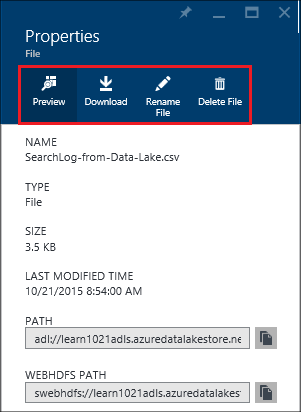 Properties
File
Preview Download Rename File Delete File
NAME
SearchLog-from-Data-Lake.csv
TYPE
File
SIZE
3.5 KB
LAST MODIFIED TIME
10/21/2015 8:54:00 AM
PATH
adl://learn1021adls.azuredatalakestore.ne
WEBHDFS PATH
swebhdfs://learn1021adls.azuredatalakes